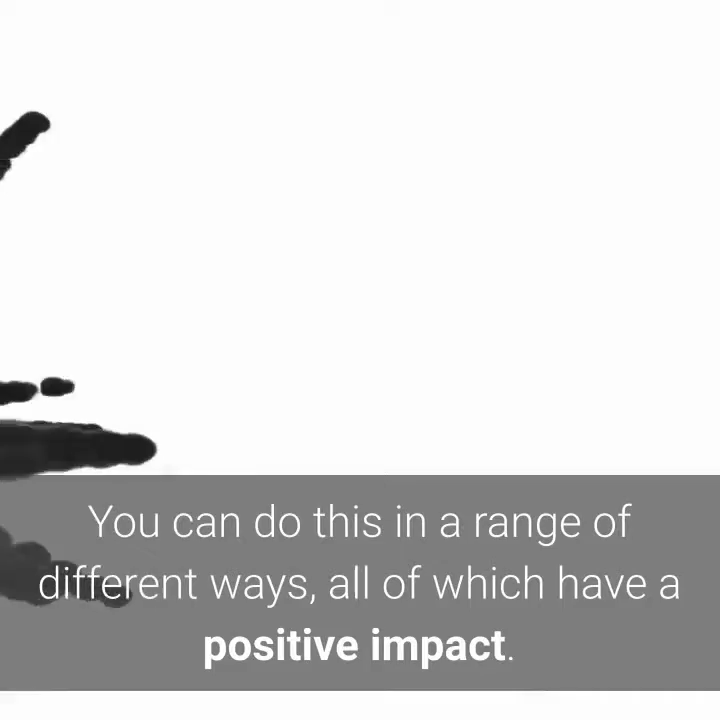 You can do this in a range of
different ways, all of which have a
positive impact.